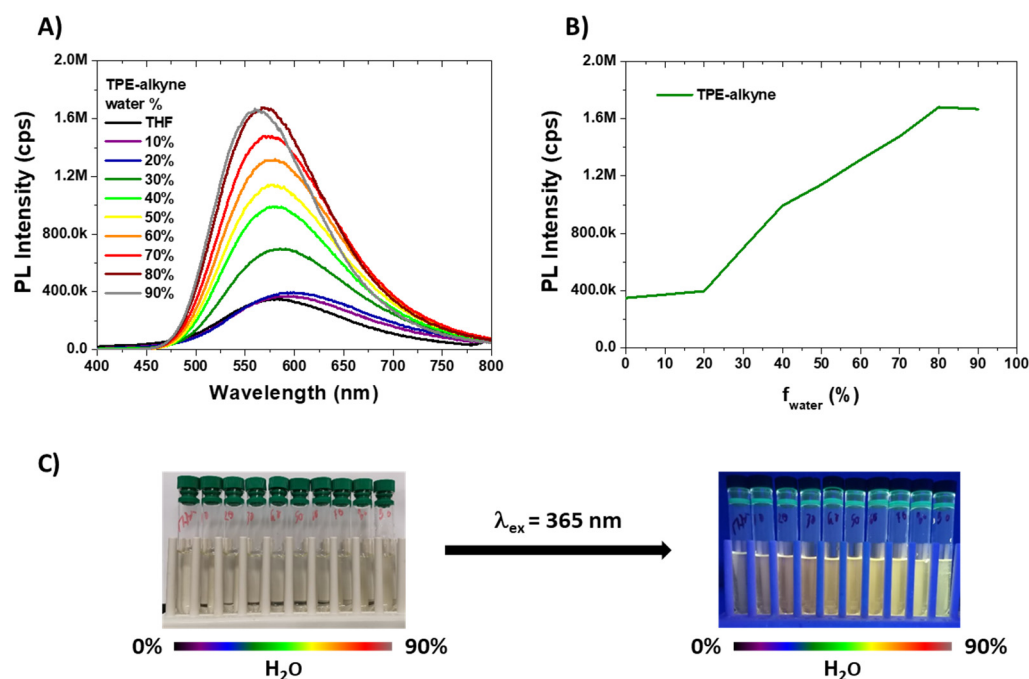 A)
2.0M
1.6M
1.2M
800.0k
400.0k
0.0
PL Intensity (cps)
TPE-alkyne
water %
THF
10%
20%
30%
40%
50%
60%
70%
80%
90%
400 450 500 550 600 650 700 750 800
Wavelength (nm)
B)
2.0M
1.6M
1.2M
800.0k
400.0k
0.0
PL Intensity (cps)
TPE-alkyne
0 10 20 30 40 50 60 70 80 90 100
fwater (%)
C)
λex = 365 nm
0% 90%
H2O
0% 90%
H2O